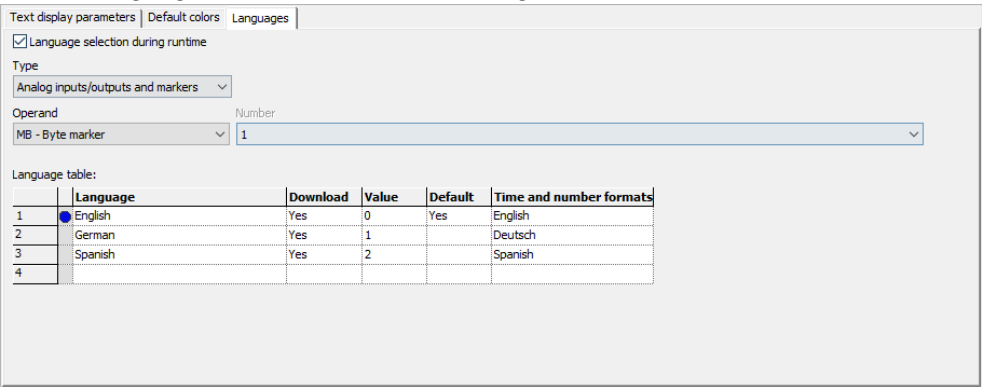 Text display parameters Default colors Languages
Language selection during runtime
Type
Analog inputs/outputs and markers
Operand Number
MB - Byte marker 1
Language table:
Language Download Value Default Time and number formats
1 English Yes 0 Yes English
2 German Yes 1 Deutsch
3 Spanish Yes 2 Spanish
4